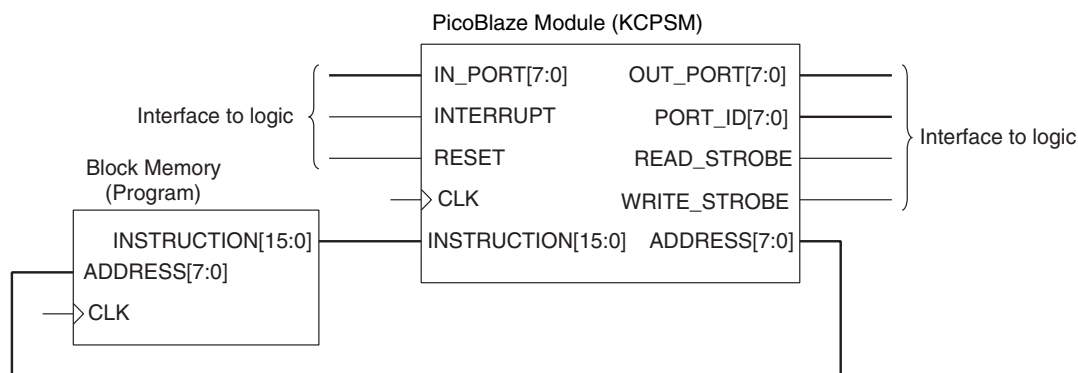 PicoBlaze Module (KCPSM)
IN_PORT[7:0]
OUT_PORT[7:0]
Interface to logic
INTERRUPT
PORT_ID[7:0]
Interface to logic
RESET
READ_STROBE
Block Memory
(Program)
CLK
WRITE_STROBE
INSTRUCTION[15:0]
INSTRUCTION[15:0]
ADDRESS[7:0]
ADDRESS[7:0]
CLK